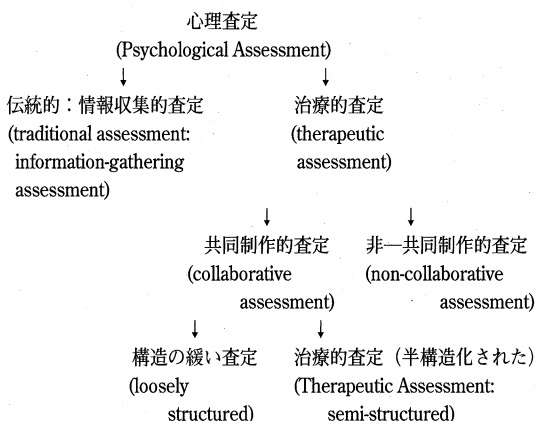 心理査定
(Psychological Assessment)
伝統的：情報収集的査定
(traditional assessment:
information-gathering
assessment)
治療的査定
(therapeutic
assessment)
共同制作的査定
(collaborative
assessment)
非―共同制作的査定
(non-collaborative
assessment)
構造の緩い査定
(loosely
structured)
治療的査定（半構造化された）
(Therapeutic Assessment:
semi-structured)